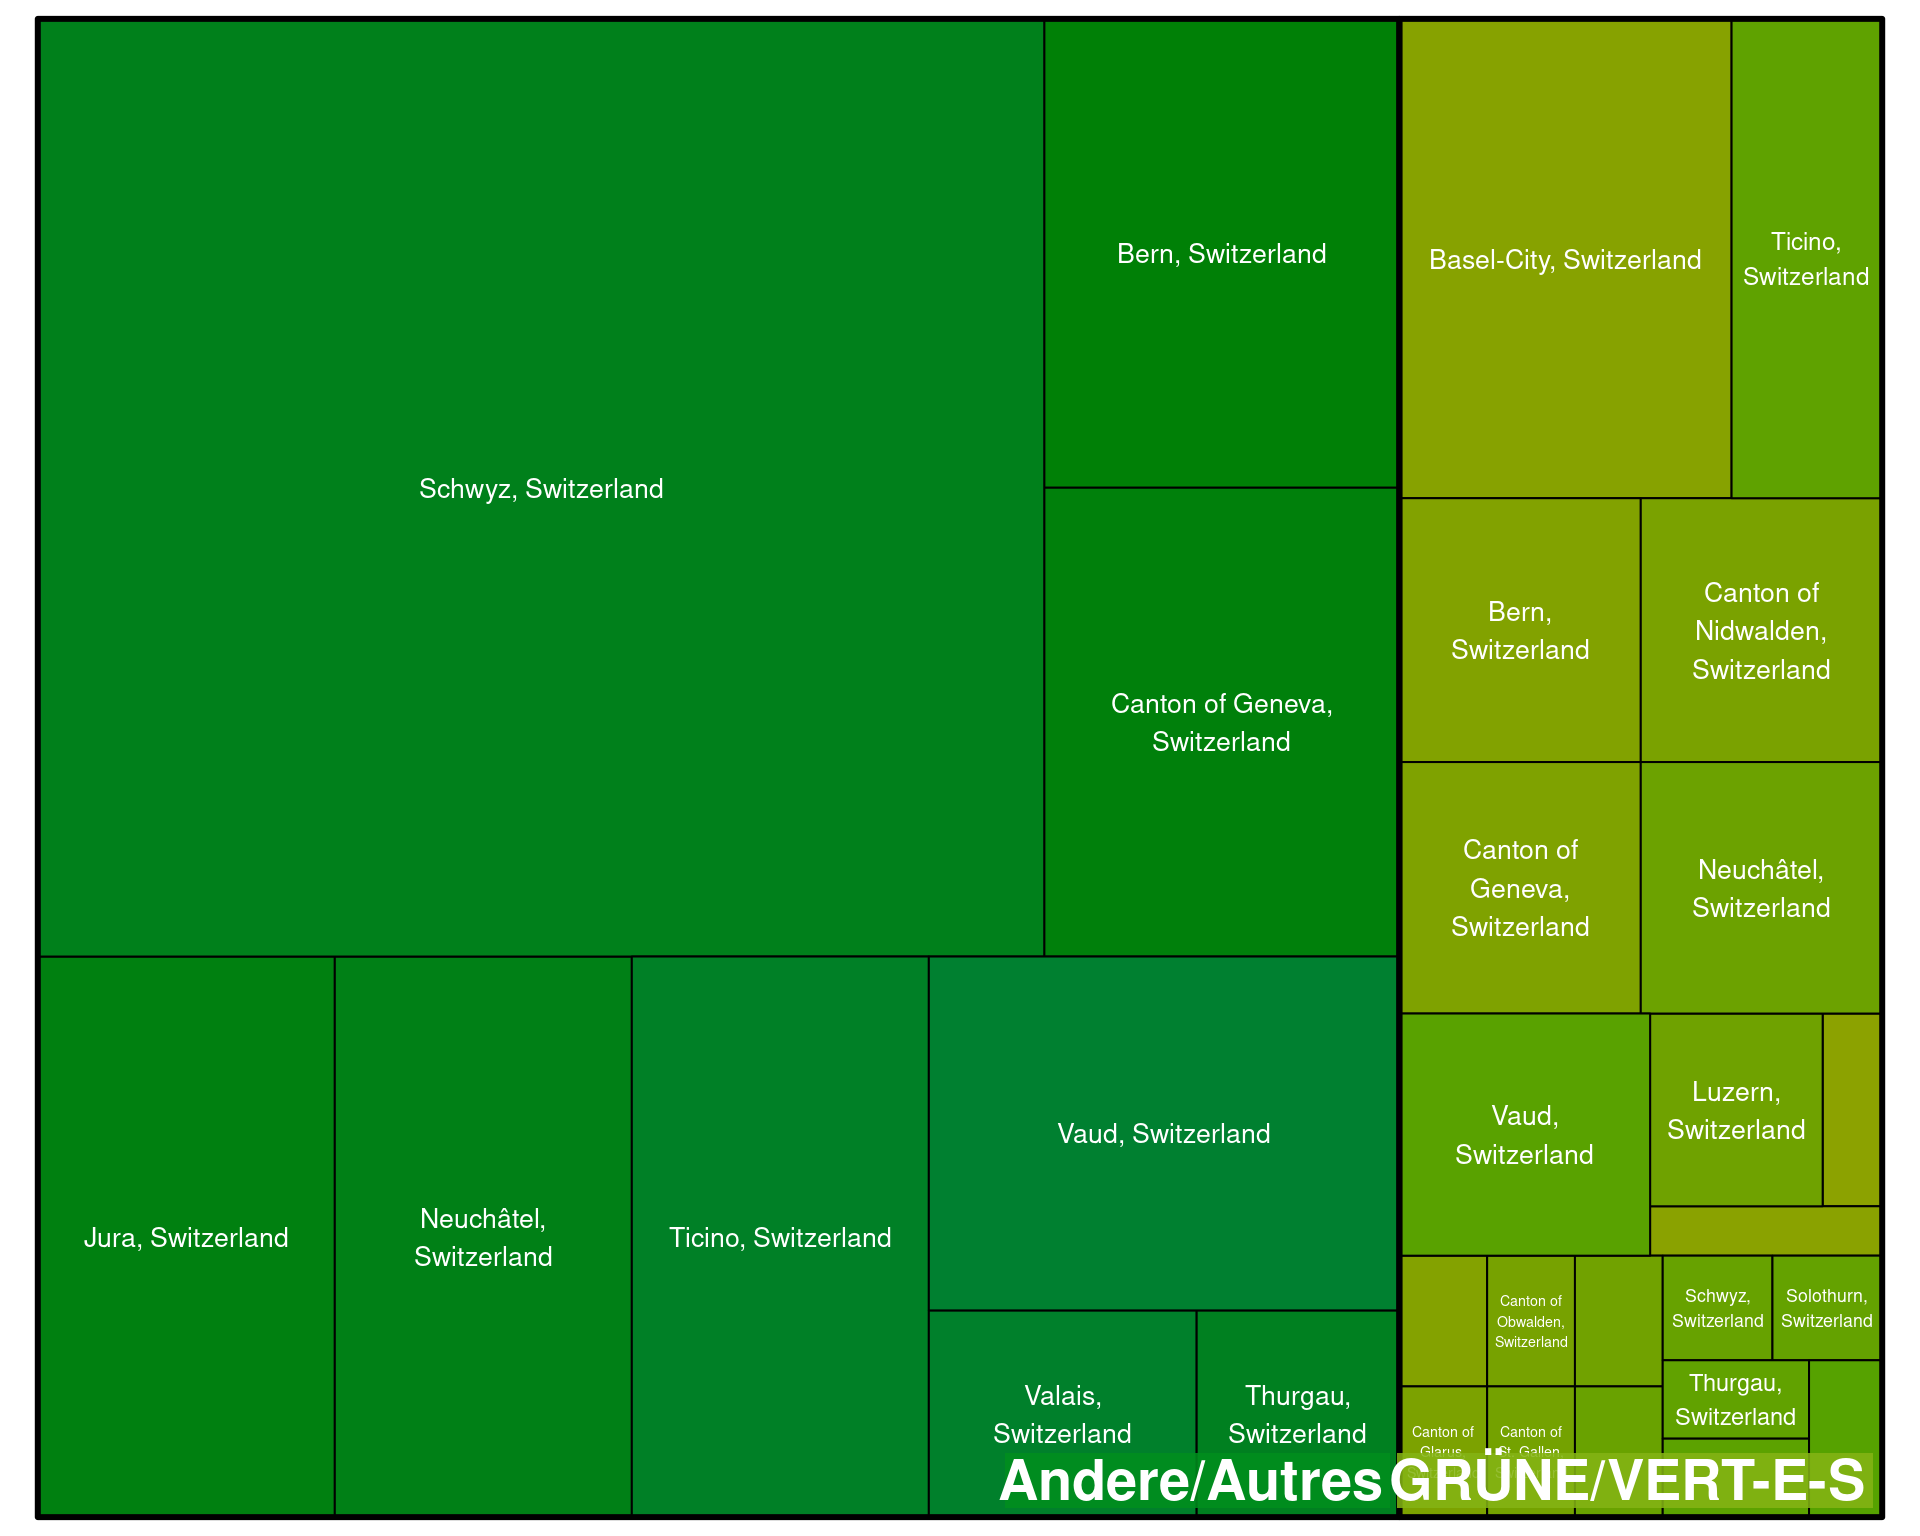 Schwyz, Switzerland
Bern, Switzerland
Canton of Geneva,
Switzerland
Jura, Switzerland
Neuchâtel,
Switzerland
Ticino, Switzerland
Vaud, Switzerland
Valais,
Switzerland
Thurgau,
Switzerland
Andere/Autres
Basel-City, Switzerland
Ticino,
Switzerland
Bern,
Switzerland
Canton of
Nidwalden,
Switzerland
Canton of
Geneva,
Switzerland
Neuchâtel,
Switzerland
Vaud,
Switzerland
Luzern,
Switzerland
Canton of
Obwalden,
Switzerland
Schwyz,
Switzerland
Solothurn,
Switzerland
Thurgau,
Switzerland
Canton of
Glarus,
Canton of
St. Gallen,
GRÜNE/VERT-E-S